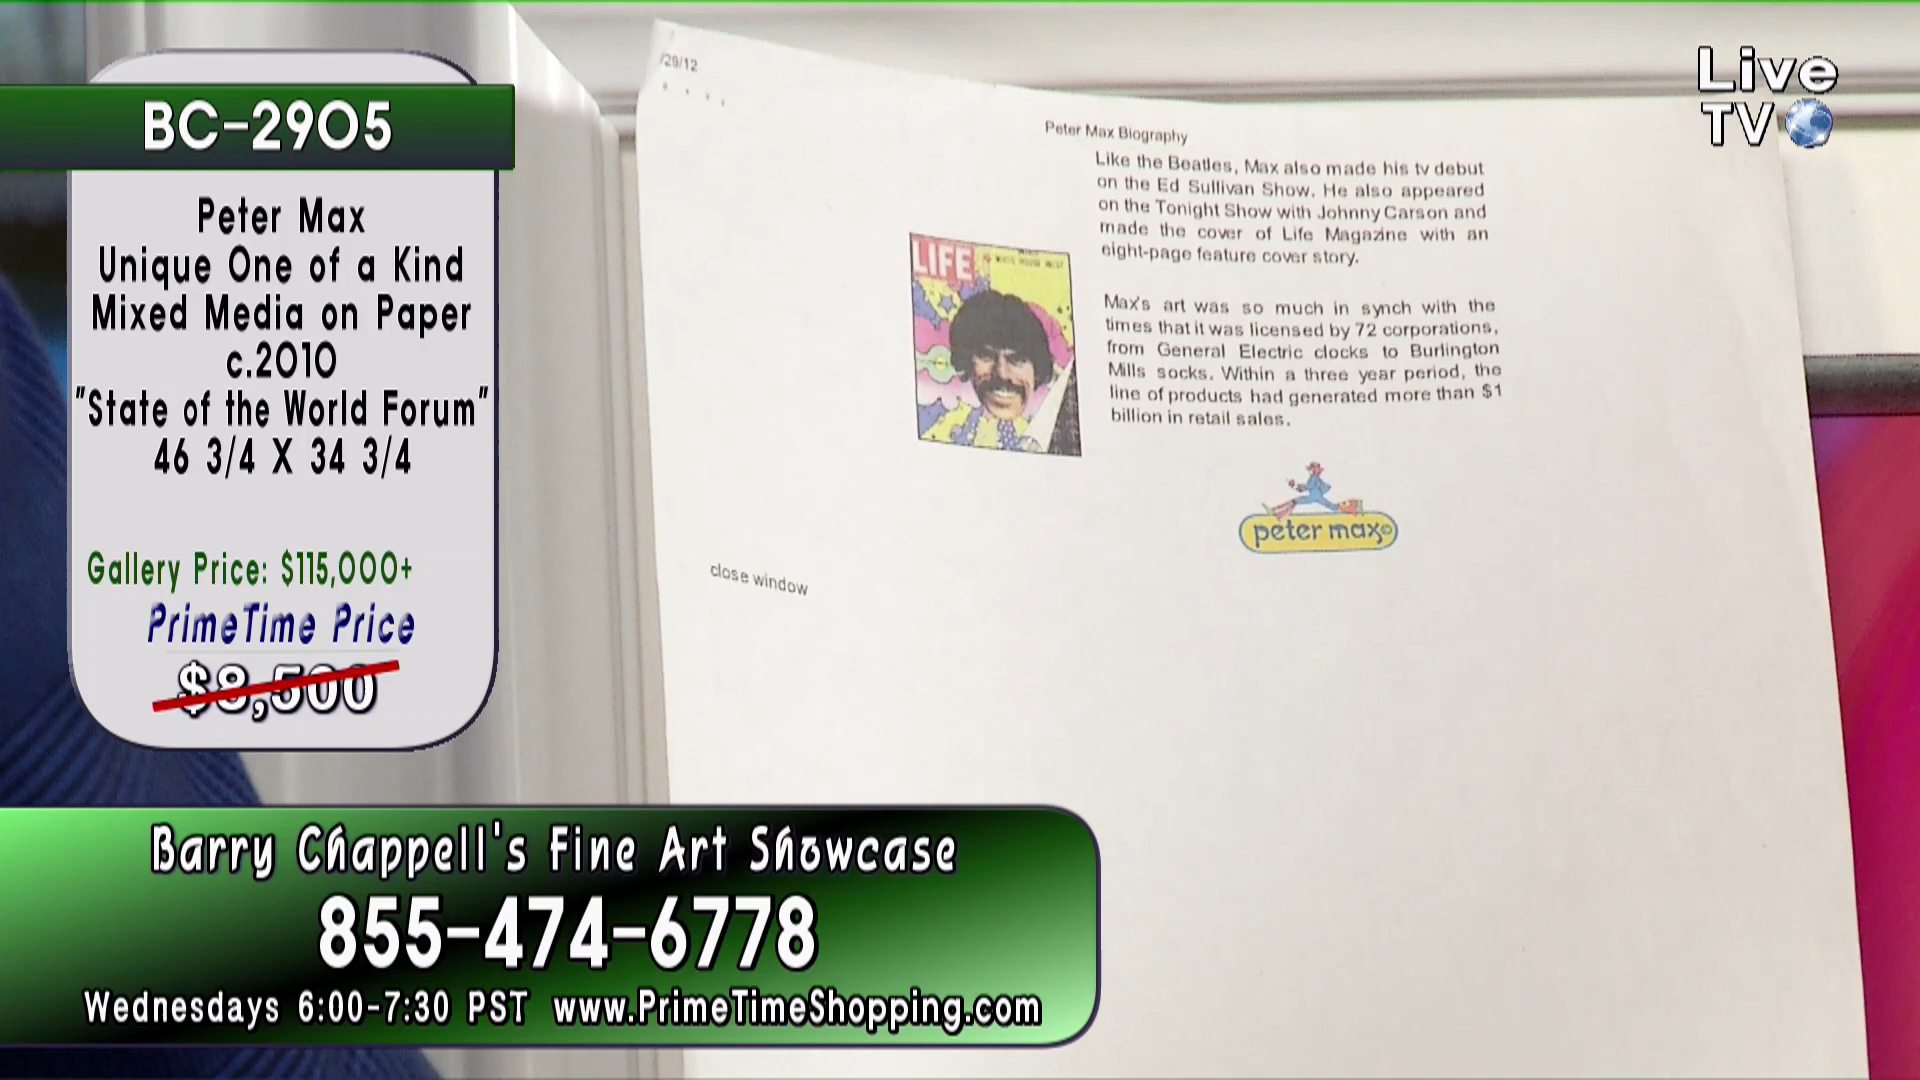 BC-2905
Peter Max
Unique One of a Kind
Mixed Media on Paper
c.2010
"State of the World Forum"
46 3/4 X 34 3/4
Gallery Price: $115,000+
PrimeTime Price
$8,500
/29/12
Peter Max Biography
Like the Beatles, Max also made his tv debut
on the Ed Sullivan Show. He also appeared
on the Tonight Show with Johnny Carson and
made the cover of Life Magazine with an
eight-page feature cover story.
LIFE
Max's art was so much in synch with the
times that it was licensed by 72 corporations,
from General Electric clocks to Burlington
Mills socks. Within a three year period, the
line of products had generated more than $1
billion in retail sales.
peter max©
close window
Live
TV
Barry Chappell's Fine Art Showcase
855-474-6778
Wednesdays 6:00-7:30 PST www.PrimeTimeShopping.com